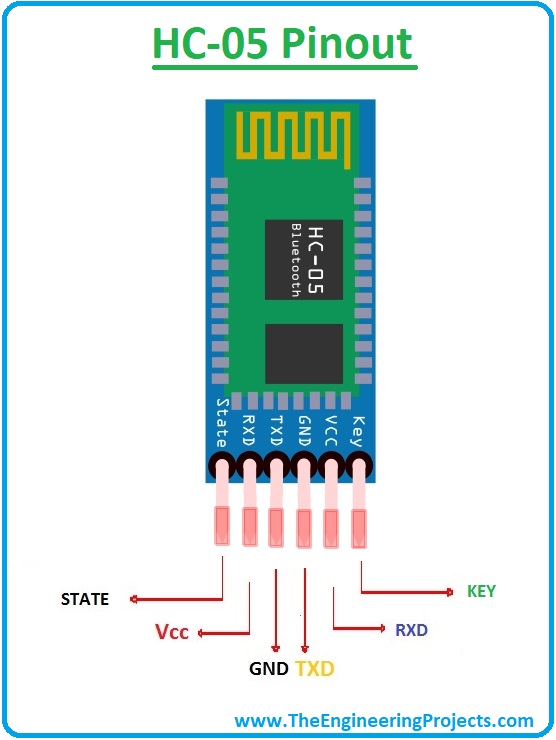 HC-05 Pinout
HC-05
Bluetooth
State
RXD
TXD
GND
VCC
Key
STATE
KEY
Vcc
RXD
GND
TXD
www.TheEngineeringProjects.com